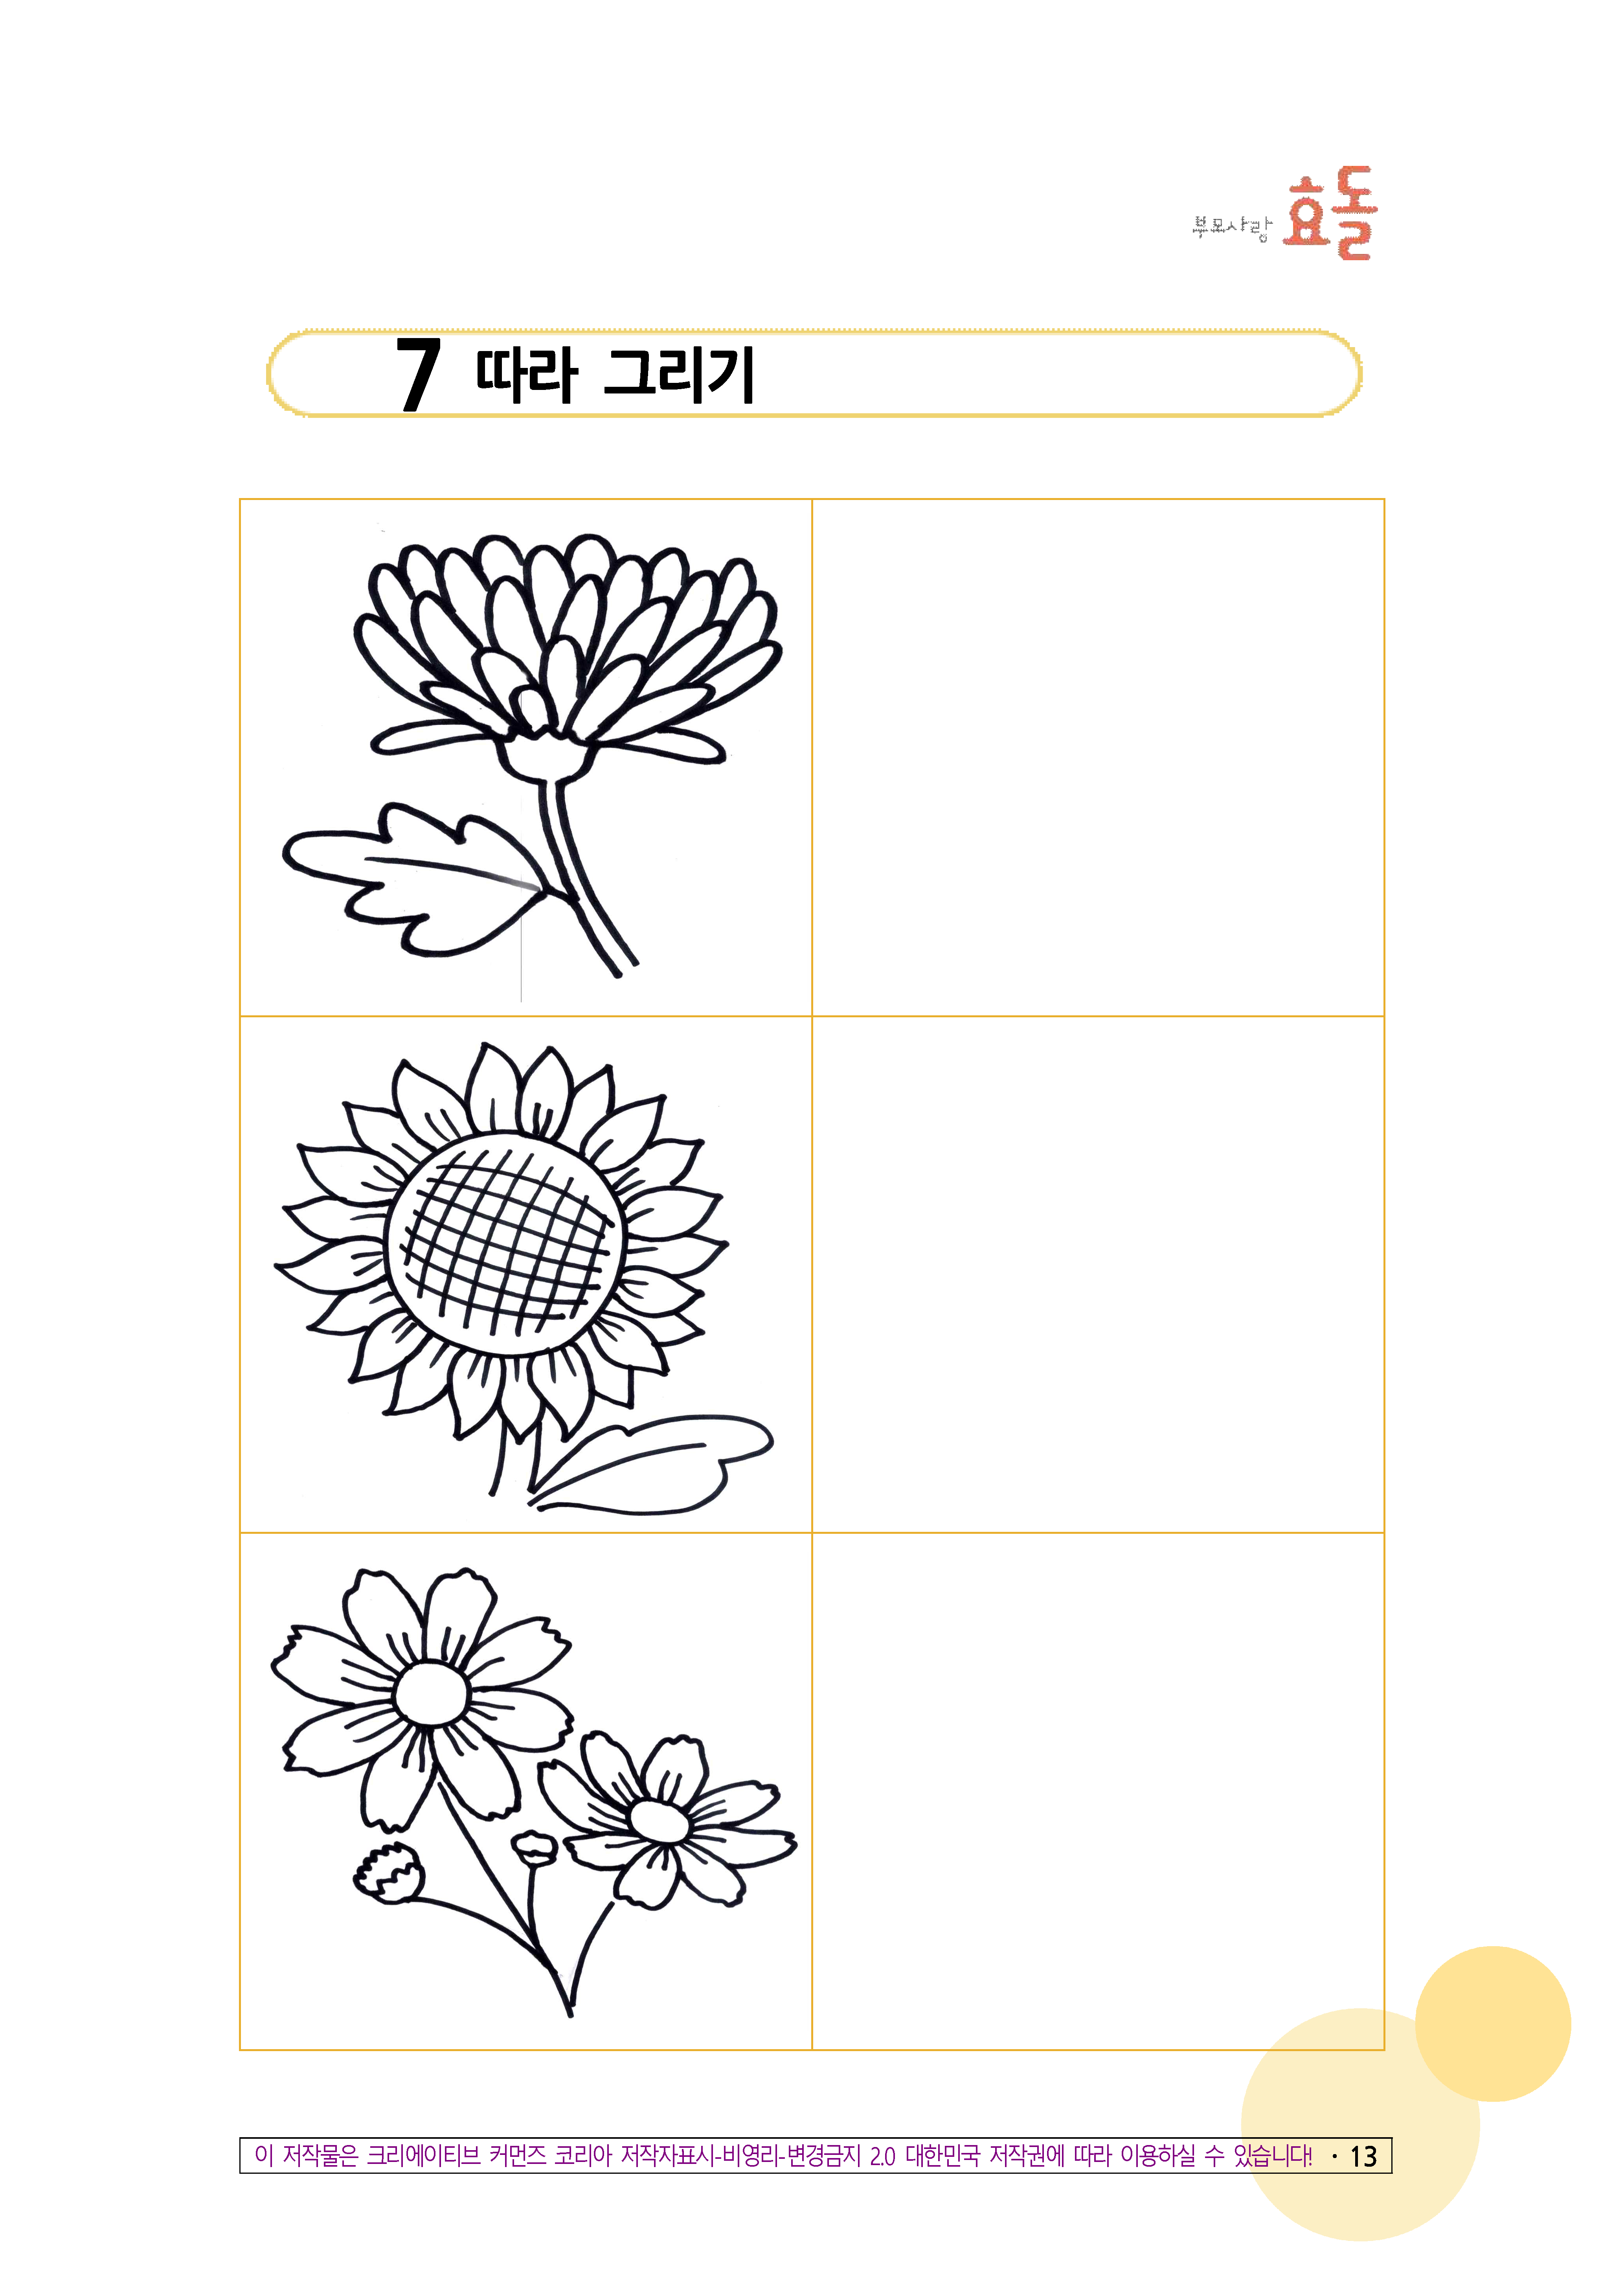 부모사랑 효돌
7 따라 그리기
이 저작물은 크리에이티브 커먼즈 코리아 저작자표시-비영리-변경금지 2.0 대한민국 저작권에 따라 이용하실 수 있습니다! · 13